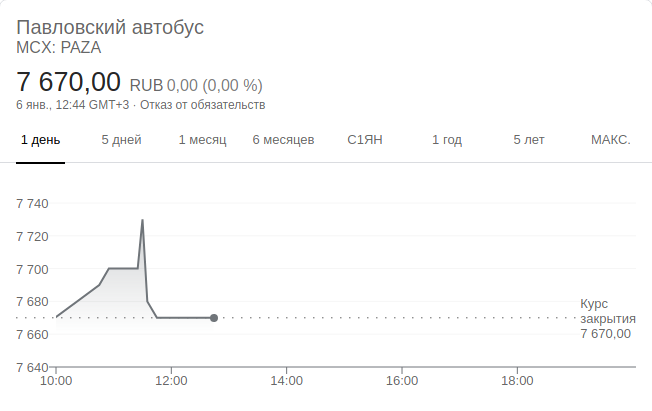 Павловский автобус
MCX: PAZA
7 670,00 RUB 0,00 (0,00 %)
6 янв., 12:44 GMT+3 · Отказ от обязательств
1 день 5 дней 1 месяц 6 месяцев С1ЯН 1 год 5 лет МАКС.
7 740
7 720
7 700
7 680
7 660
7 640
Курс
закрытия
7 670,00
10:00 12:00 14:00 16:00 18:00